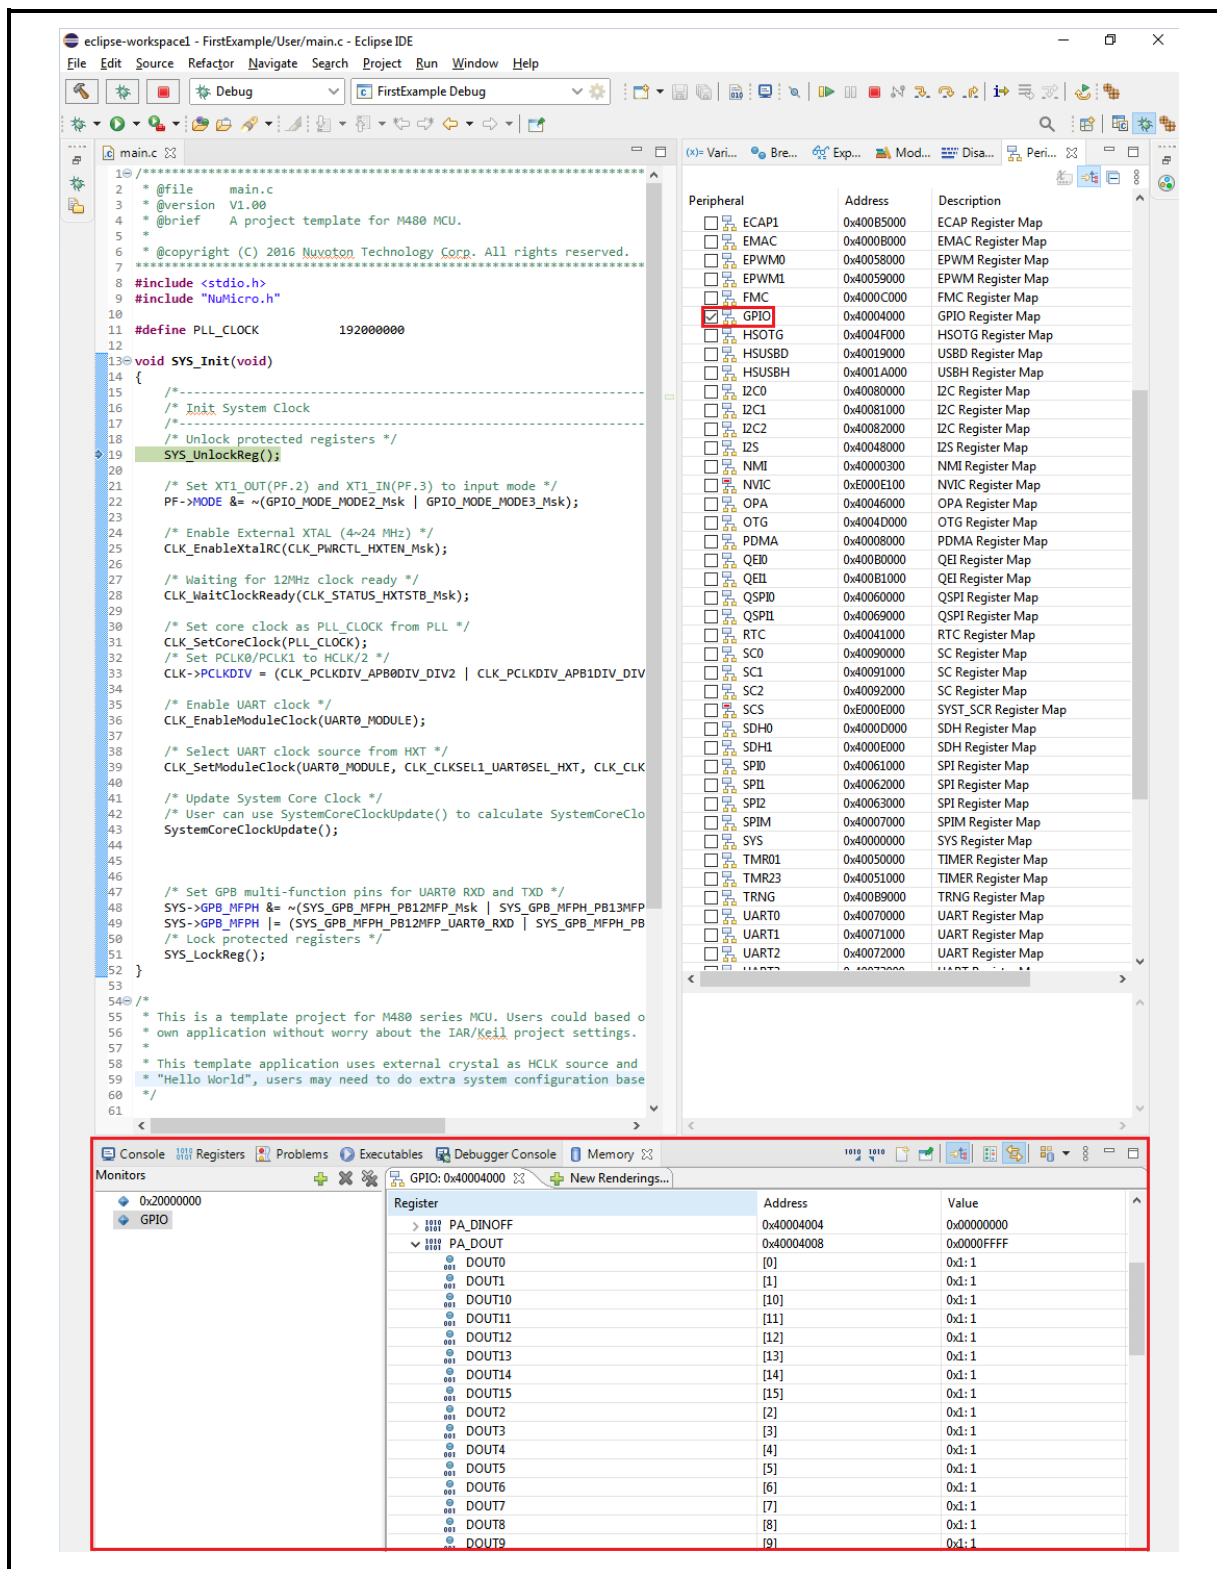 eclipse-workspace1 - FirstExample/User/main.c - Eclipse IDE
File Edit Source Refactor Navigate Search Project Run Window Help
Debug
FirstExample Debug
main.c
1 /*****************************************************************************
2 * @file main.c
3 * @version V1.00
4 * @brief A project template for M480 MCU.
5 *
6 * @copyright (C) 2016 Nuvoton Technology Corp. All rights reserved.
7 *****************************************************************************
8 #include <stdio.h>
9 #include "NuMicro.h"
10
11 #define PLL_CLOCK 192000000
12
13 void SYS_Init(void)
14 {
15 /*---------------------------------------------------------------
16 /* Init System Clock
17 /*---------------------------------------------------------------
18 /* Unlock protected registers */
19 SYS_UnlockReg();
20
21 /* Set XT1_OUT(PF.2) and XT1_IN(PF.3) to input mode */
22 PF->MODE &= ~(GPIO_MODE_MODE2_Msk | GPIO_MODE_MODE3_Msk);
23
24 /* Enable External XTAL (4~24 MHz) */
25 CLK_EnableXtalRC(CLK_PWRCTL_HXTEN_Msk);
26
27 /* Waiting for 12MHz clock ready */
28 CLK_WaitClockReady(CLK_STATUS_HXTSTB_Msk);
29
30 /* Set core clock as PLL_CLOCK from PLL */
31 CLK_SetCoreClock(PLL_CLOCK);
32 /* Set PCLK0/PCLK1 to HCLK/2 */
33 CLK->PCLKDIV = (CLK_PCLKDIV_APB0DIV_DIV2 | CLK_PCLKDIV_APB1DIV_DIV
34
35 /* Enable UART clock */
36 CLK_EnableModuleClock(UART0_MODULE);
37
38 /* Select UART clock source from HXT */
39 CLK_SetModuleClock(UART0_MODULE, CLK_CLKSEL1_UART0SEL_HXT, CLK_CLK
40
41 /* Update System Core Clock */
42 /* User can use SystemCoreClockUpdate() to calculate SystemCoreClo
43 SystemCoreClockUpdate();
44
45
46
47 /* Set GPB multi-function pins for UART0 RXD and TXD */
48 SYS->GPB_MFPH &= ~(SYS_GPB_MFPH_PB12MFP_Msk | SYS_GPB_MFPH_PB13MFP
49 SYS->GPB_MFPH |= (SYS_GPB_MFPH_PB12MFP_UART0_RXD | SYS_GPB_MFPH_PB
50 /* Lock protected registers */
51 SYS_LockReg();
52 }
53
54 /*
55 * This is a template project for M480 series MCU. Users could based o
56 * own application without worry about the IAR/Keil project settings.
57 *
58 * This template application uses external crystal as HCLK source and
59 * "Hello World", users may need to do extra system configuration base
60 */
61
(x)= Vari... Bre... Exp... Mod... Disa... Peri...
Peripheral Address Description
ECAP1 0x400B5000 ECAP Register Map
EMAC 0x4000B000 EMAC Register Map
EPWM0 0x40058000 EPWM Register Map
EPWM1 0x40059000 EPWM Register Map
FMC 0x4000C000 FMC Register Map
GPIO 0x40004000 GPIO Register Map
HSOTG 0x4004F000 HSOTG Register Map
HSUSBD 0x40019000 USBD Register Map
HSUSBH 0x4001A000 USBH Register Map
I2C0 0x40080000 I2C Register Map
I2C1 0x40081000 I2C Register Map
I2C2 0x40082000 I2C Register Map
I2S 0x40048000 I2S Register Map
NMI 0x40000300 NMI Register Map
NVIC 0xE000E100 NVIC Register Map
OPA 0x40046000 OPA Register Map
OTG 0x4004D000 OTG Register Map
PDMA 0x40008000 PDMA Register Map
QEI0 0x400B0000 QEI Register Map
QEI1 0x400B1000 QEI Register Map
QSPI0 0x40060000 QSPI Register Map
QSPI1 0x40069000 QSPI Register Map
RTC 0x40041000 RTC Register Map
SC0 0x40090000 SC Register Map
SC1 0x40091000 SC Register Map
SC2 0x40092000 SC Register Map
SCS 0xE000E000 SYST_SCR Register Map
SDH0 0x4000D000 SDH Register Map
SDH1 0x4000E000 SDH Register Map
SPI0 0x40061000 SPI Register Map
SPI1 0x40062000 SPI Register Map
SPI2 0x40063000 SPI Register Map
SPIM 0x40007000 SPIM Register Map
SYS 0x40000000 SYS Register Map
TMR01 0x40050000 TIMER Register Map
TMR23 0x40051000 TIMER Register Map
TRNG 0x400B9000 TRNG Register Map
UART0 0x40070000 UART Register Map
UART1 0x40071000 UART Register Map
UART2 0x40072000 UART Register Map
Console Registers Problems Executables Debugger Console Memory
Monitors
0x20000000
GPIO
GPIO: 0x40004000 New Renderings...
Register Address Value
PA_DINOFF 0x40004004 0x00000000
PA_DOUT 0x40004008 0x0000FFFF
DOUT0 [0] 0x1: 1
DOUT1 [1] 0x1: 1
DOUT10 [10] 0x1: 1
DOUT11 [11] 0x1: 1
DOUT12 [12] 0x1: 1
DOUT13 [13] 0x1: 1
DOUT14 [14] 0x1: 1
DOUT15 [15] 0x1: 1
DOUT2 [2] 0x1: 1
DOUT3 [3] 0x1: 1
DOUT4 [4] 0x1: 1
DOUT5 [5] 0x1: 1
DOUT6 [6] 0x1: 1
DOUT7 [7] 0x1: 1
DOUT8 [8] 0x1: 1
DOUT9 [9] 0x1: 1